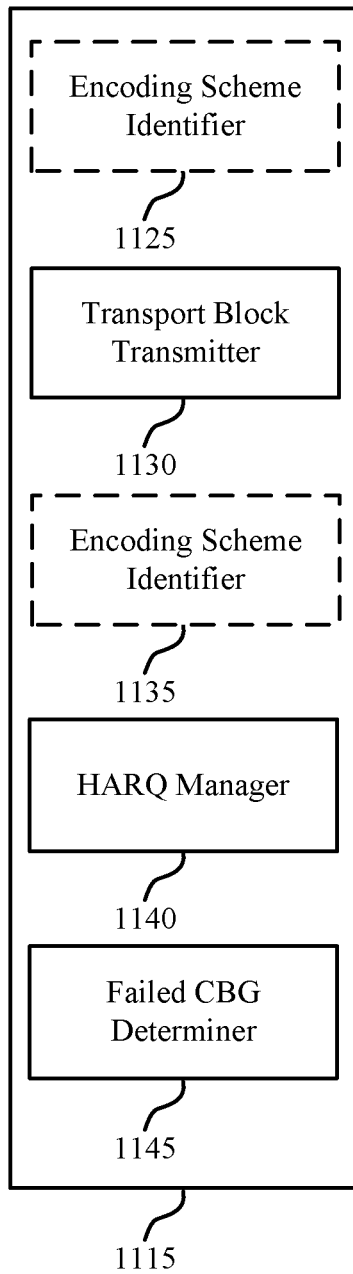 Encoding Scheme
Identifier
1125
Transport Block
Transmitter
1130
Encoding Scheme
Identifier
1135
HARQ Manager
1140
Failed CBG
Determiner
1145
1115